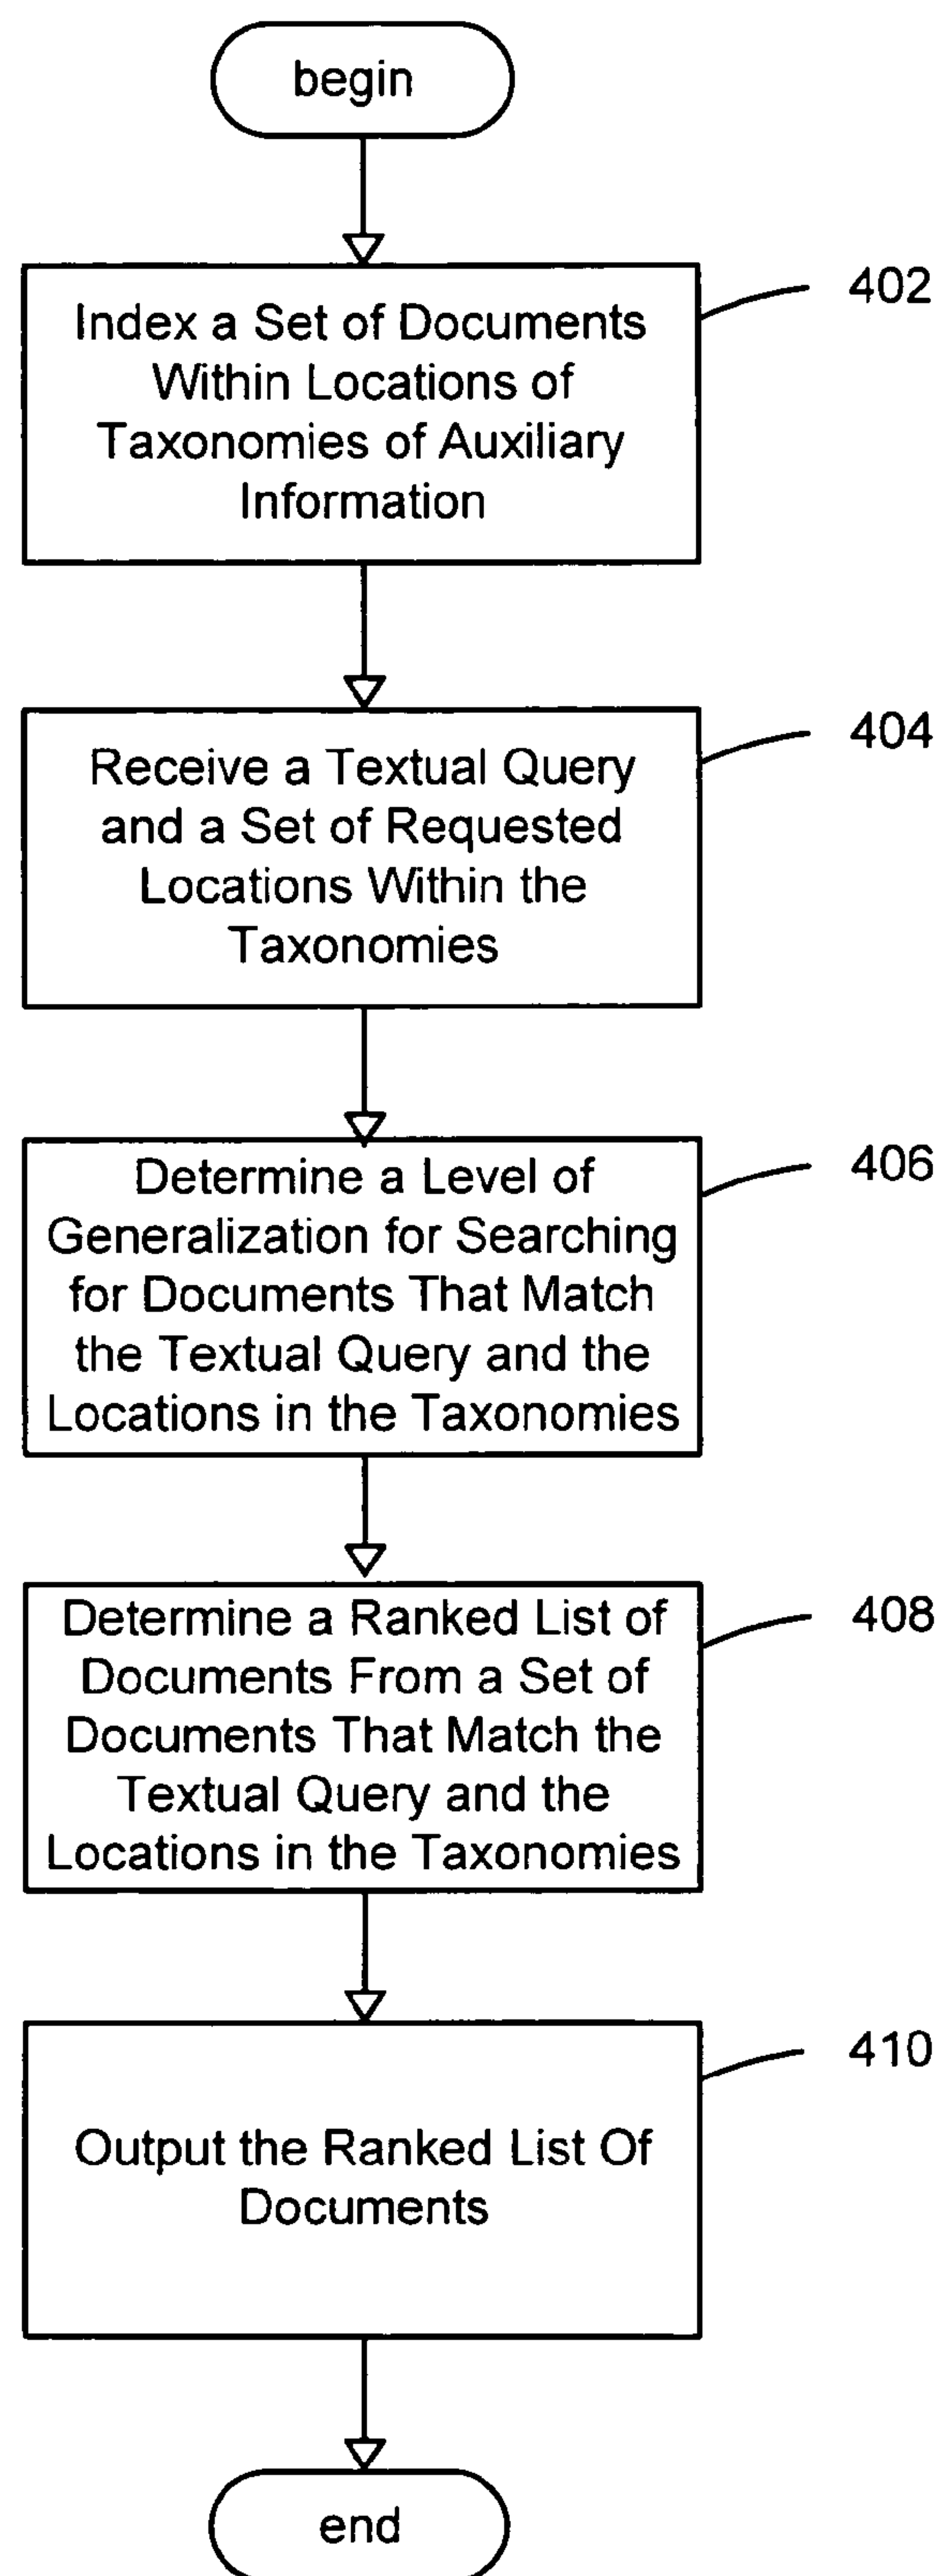 begin
402
Index a Set of Documents
Within Locations of
Taxonomies of Auxiliary
Information
404
Receive a Textual Query
and a Set of Requested
Locations Within the
Taxonomies
406
Determine a Level of
Generalization for Searching
for Documents That Match
the Textual Query and the
Locations in the Taxonomies
408
Determine a Ranked List of
Documents From a Set of
Documents That Match the
Textual Query and the
Locations in the Taxonomies
410
Output the Ranked List Of
Documents
end